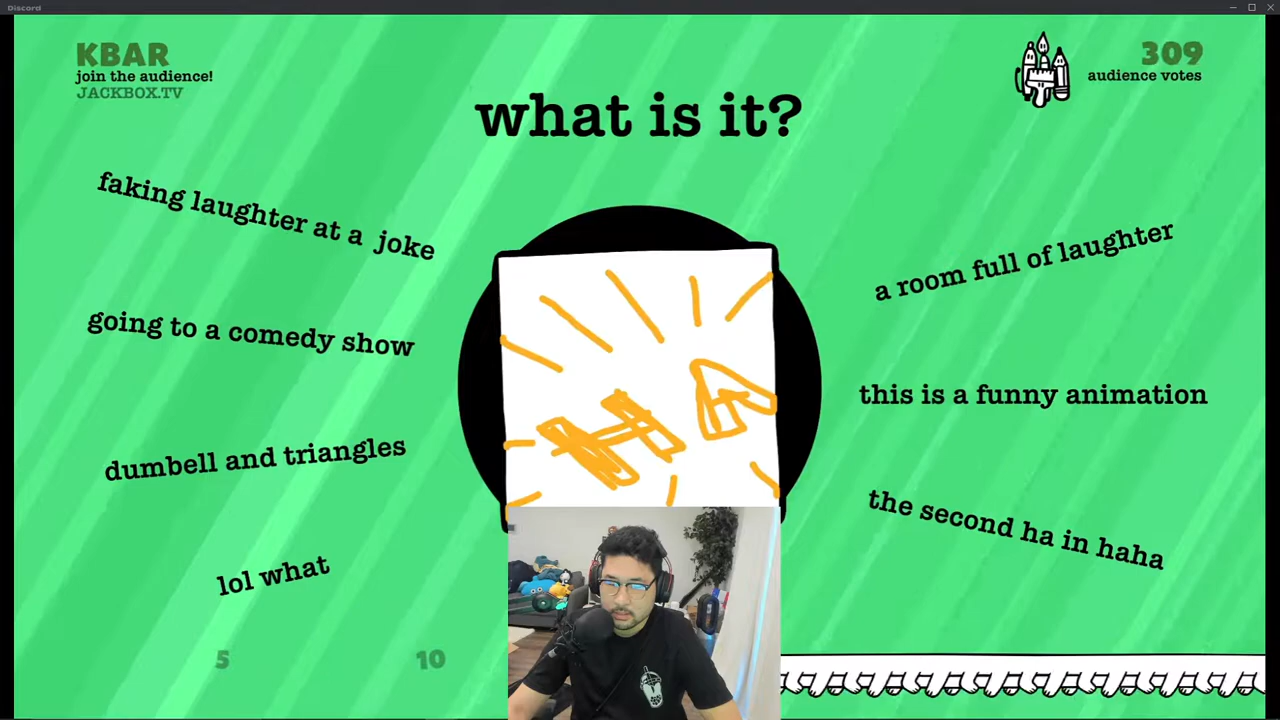 Discord
KBAR
join the audience!
JACKBOX.TV
309
audience votes
what is it?
faking laughter at a joke
going to a comedy show
dumbell and triangles
lol what
a room full of laughter
this is a funny animation
the second ha in haha
HA
5
10